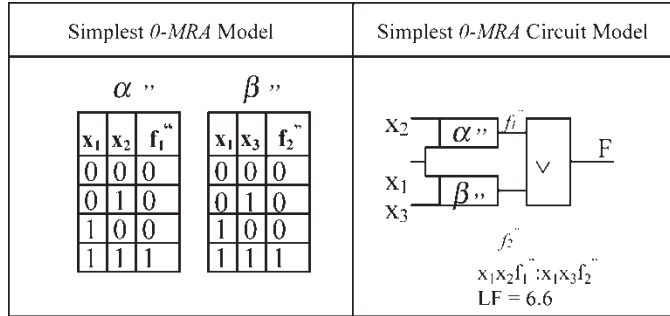 Simplest 0-MRA Model
Simplest 0-MRA Circuit Model
α ,,
β ,,
x₁ x₂ f₁“
0 0 0
0 1 0
1 0 0
1 1 1
x₁ x₃ f₂“
0 0 0
0 1 0
1 0 0
1 1 1
x₂
α ,,
f₁“
x₁
β ,,
x₃
∨
F
f₂“
x₁x₂f₁“:x₁x₃f₂“
LF = 6.6